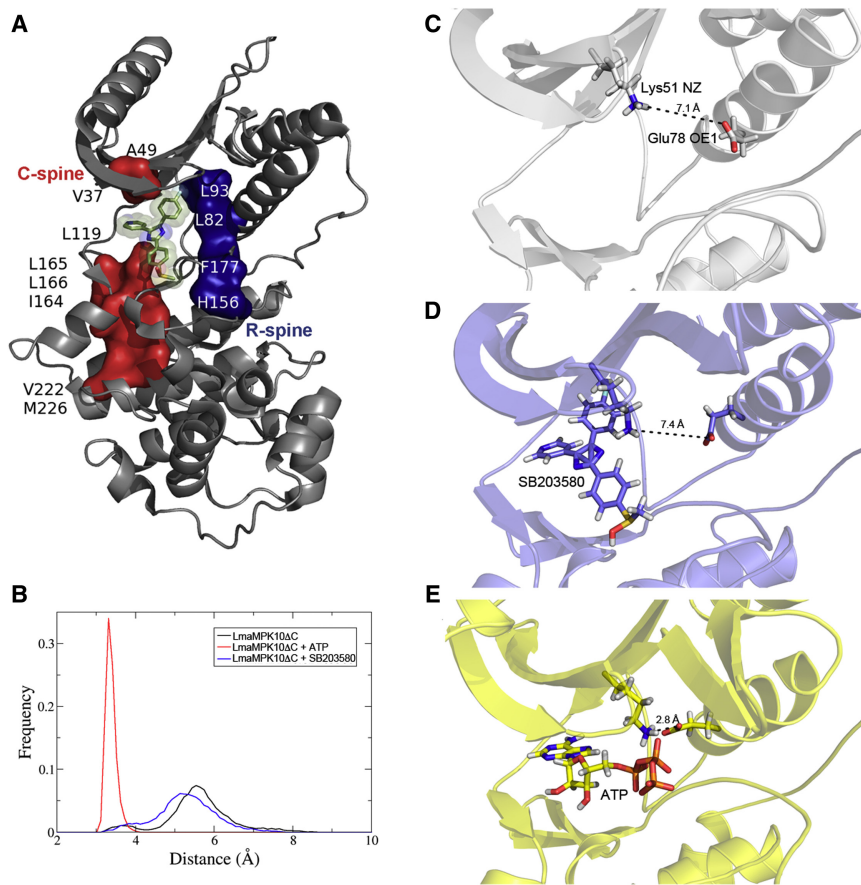 A
A49
C-spine
V37
L93
L82
L119
L165
L166
I164
F177
H156
R-spine
V222
M226
B
LmaMPK10ΔC
LmaMPK10ΔC + ATP
LmaMPK10ΔC + SB203580
Frequency
0.3
0.2
0.1
0
2
4
6
8
10
Distance (Å)
C
Lys51 NZ
7.1 Å
Glu78 OE1
D
7.4 Å
SB203580
E
2.8 Å
ATP